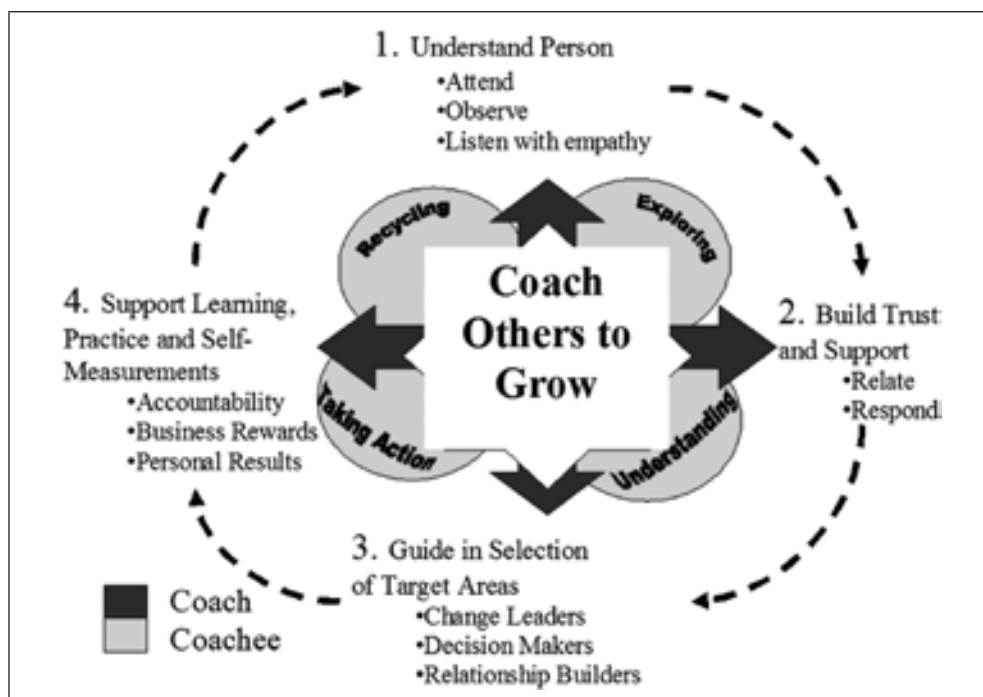 1. Understand Person
•Attend
•Observe
•Listen with empathy
Recycling
Exploring
Coach
Others to
Grow
2. Build Trust
and Support
•Relate
•Respond
4. Support Learning,
Practice and Self-
Measurements
•Accountability
•Business Rewards
•Personal Results
Taking Action
Understanding
3. Guide in Selection
of Target Areas
•Change Leaders
•Decision Makers
•Relationship Builders
Coach
Coachee